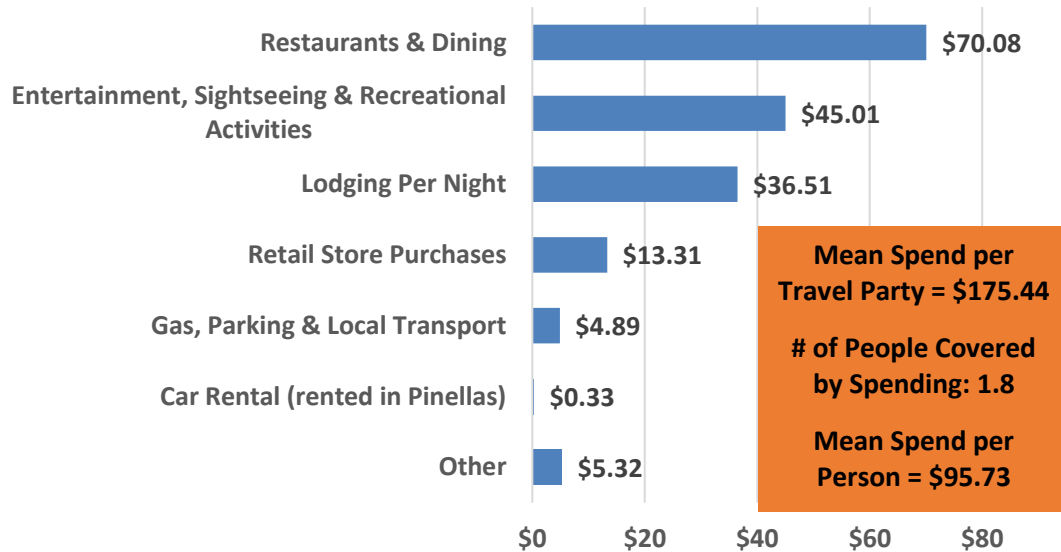 Restaurants & Dining
$70.08
Entertainment, Sightseeing & Recreational
Activities
$45.01
Lodging Per Night
$36.51
Retail Store Purchases
$13.31
Gas, Parking & Local Transport
$4.89
Car Rental (rented in Pinellas)
$0.33
Other
$5.32
Mean Spend per
Travel Party = $175.44
# of People Covered
by Spending: 1.8
Mean Spend per
Person = $95.73
$0 $20 $40 $60 $80